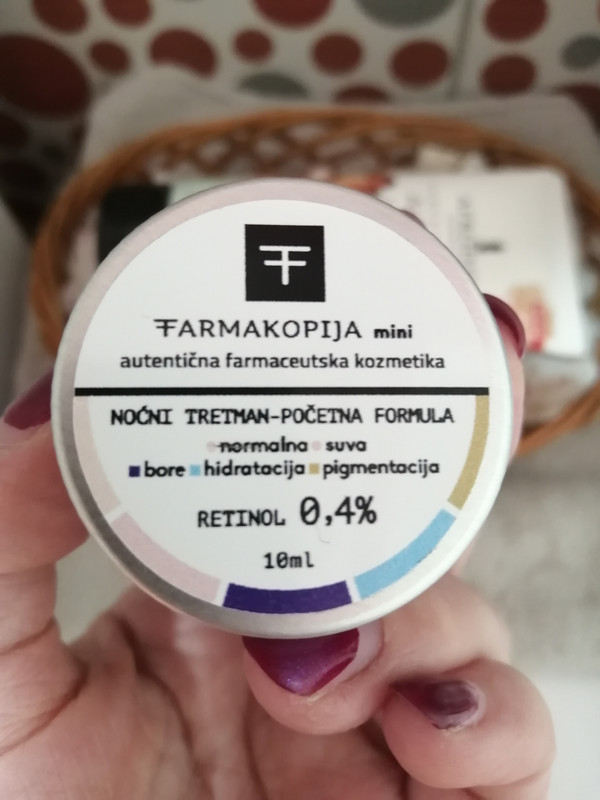 FARMAKOPIJA mini
autentična farmaceutska kozmetika
NOĆNI TRETMAN-POČETNA FORMULA
normalna suva
bore hidratacija pigmentacija
RETINOL 0,4%
10ml